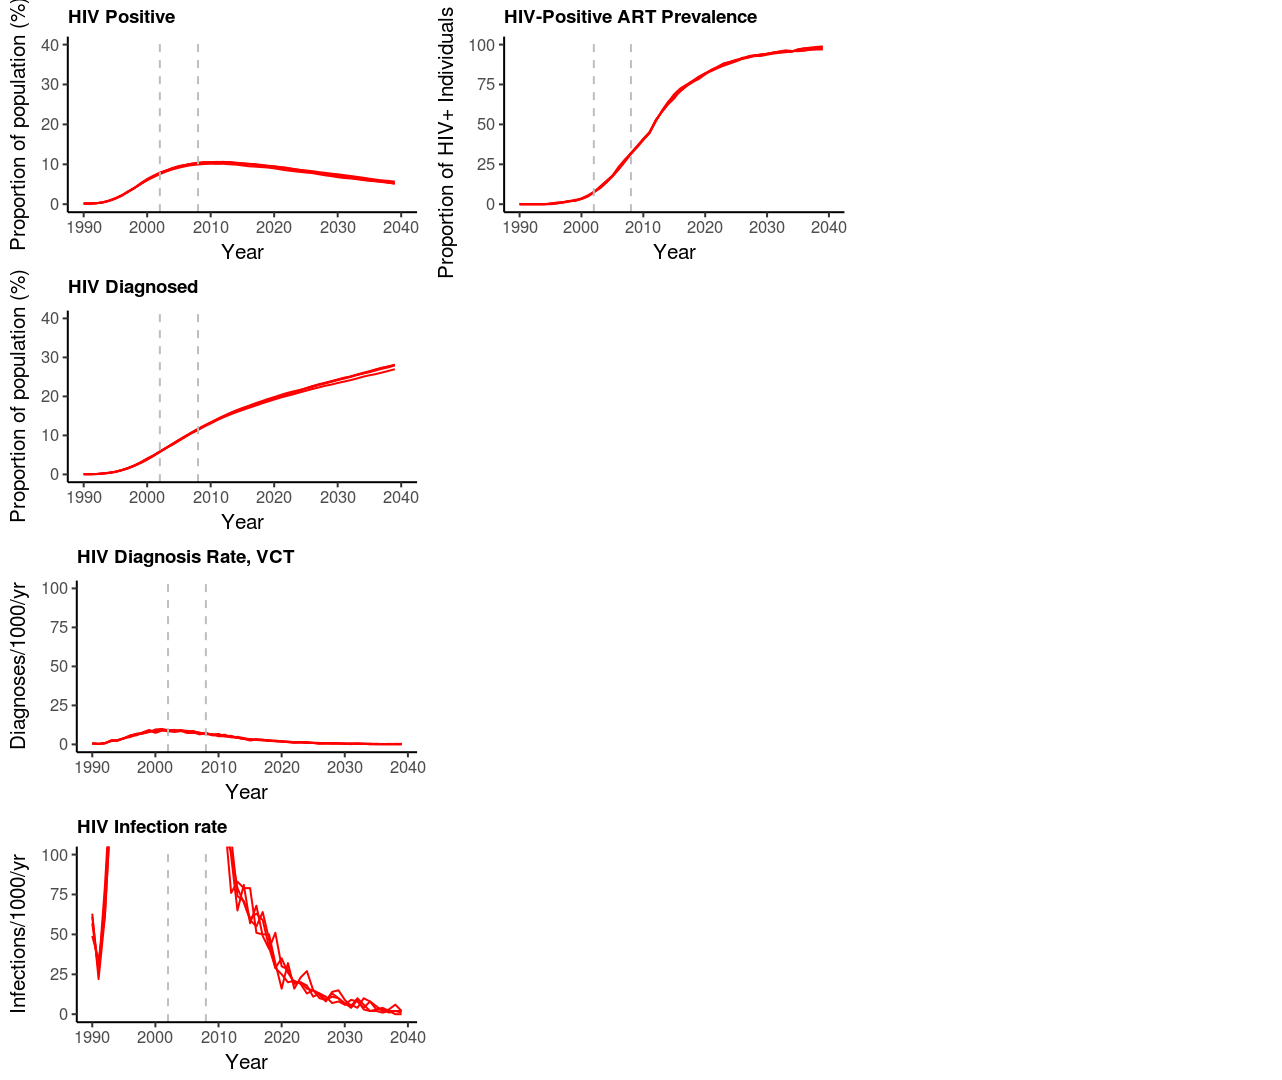 HIV Positive
Proportion of population (%)
40
30
20
10
0
1990 2000 2010 2020 2030 2040
Year
HIV-Positive ART Prevalence
Proportion of HIV+ Individuals
100
75
50
25
0
1990 2000 2010 2020 2030 2040
Year
HIV Diagnosed
Proportion of population (%)
40
30
20
10
0
1990 2000 2010 2020 2030 2040
Year
HIV Diagnosis Rate, VCT
Diagnoses/1000/yr
100
75
50
25
0
1990 2000 2010 2020 2030 2040
Year
HIV Infection rate
Infections/1000/yr
100
75
50
25
0
1990 2000 2010 2020 2030 2040
Year